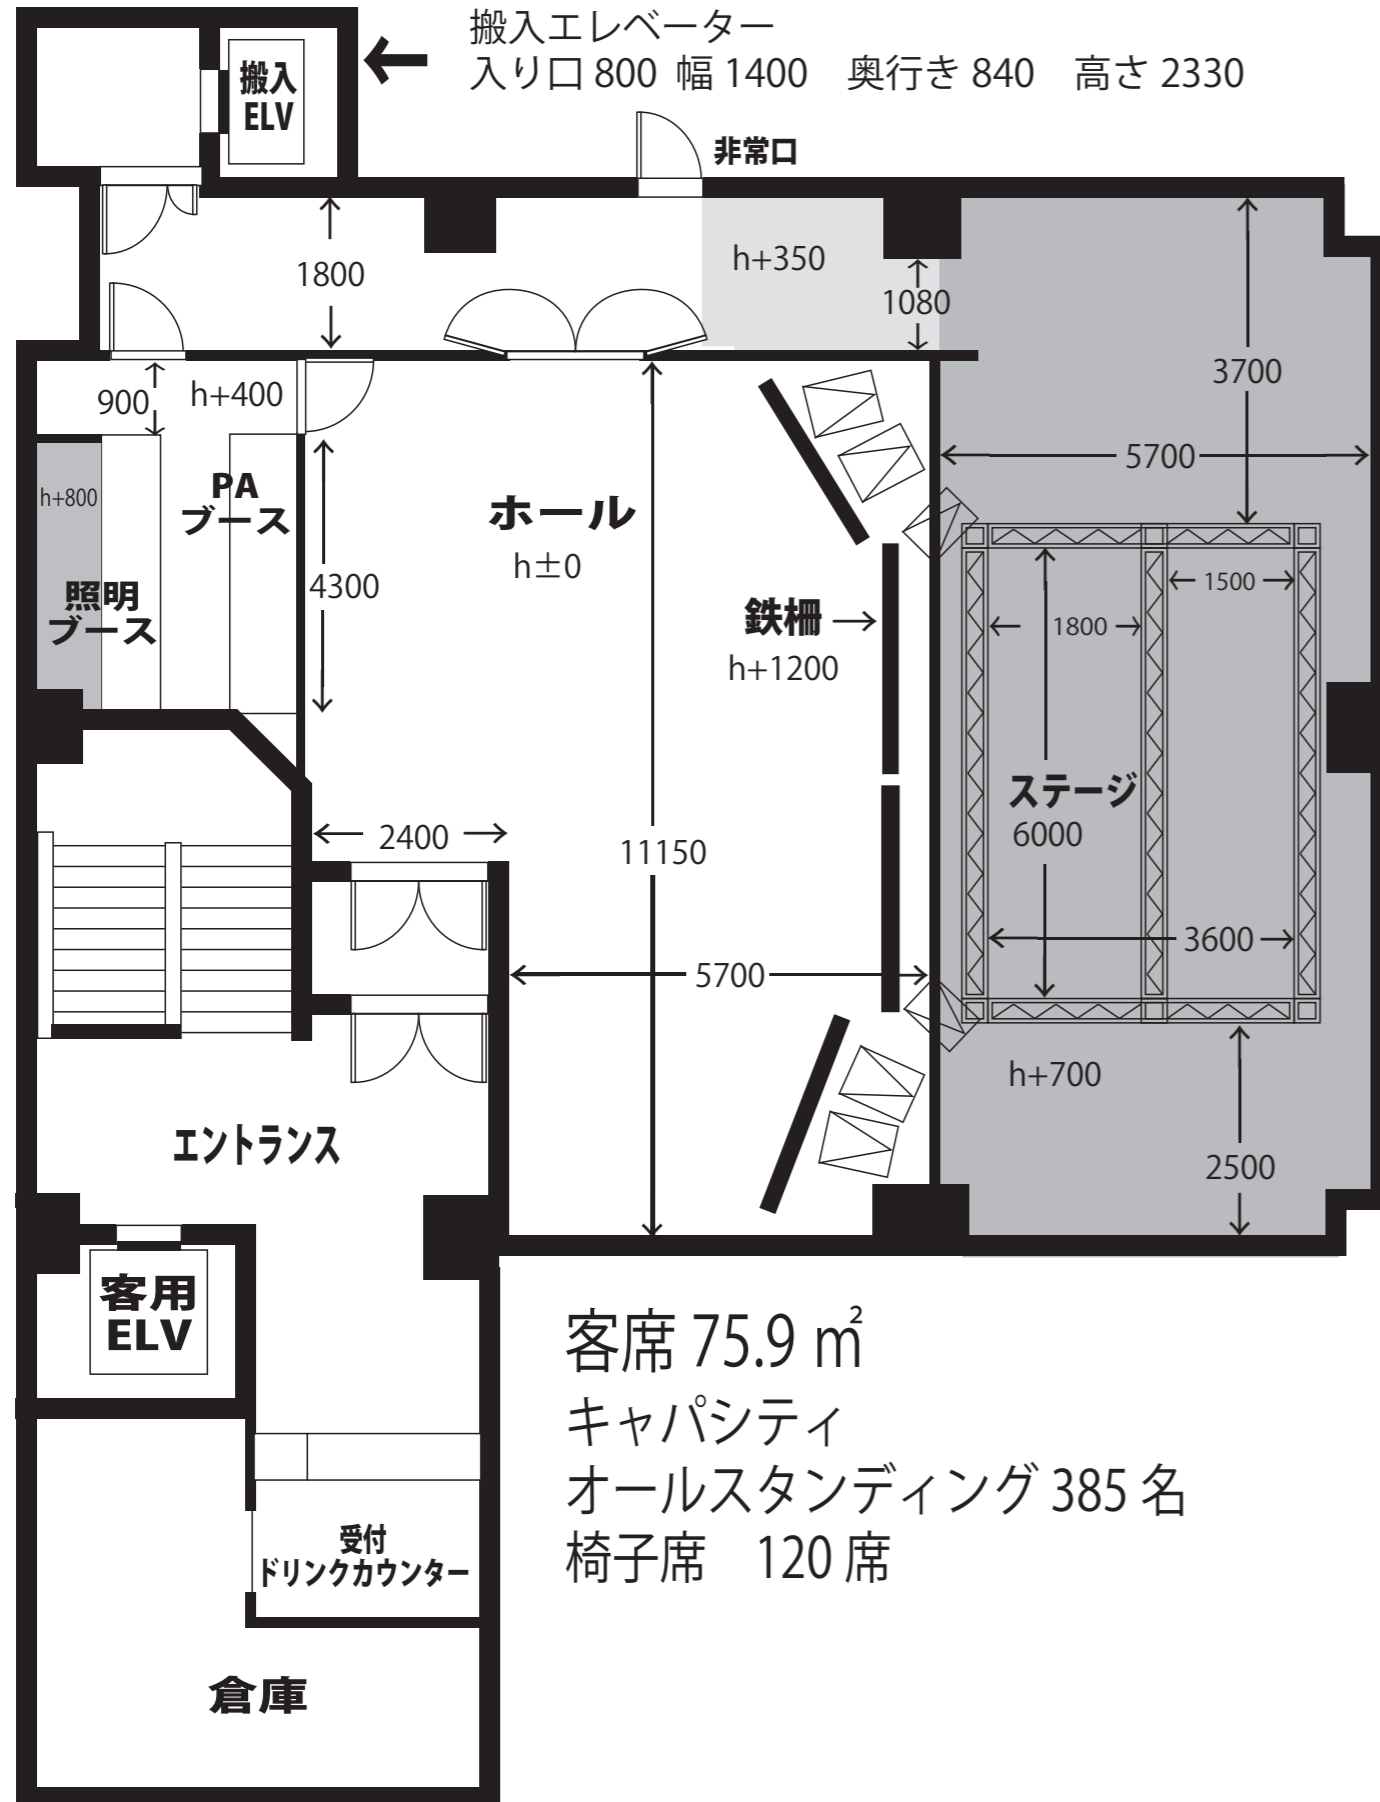 搬入エレベーター
入り口 800 幅 1400　奥行き 840　高さ 2330
搬入
ELV
非常口
1800
h+350
1080
3700
900
h+400
5700
h+800
PA
ブース
ホール
h±0
4300
照明
ブース
鉄柵
h+1200
1500
1800
ステージ
6000
2400
11150
3600
5700
h+700
エントランス
2500
客用
ELV
客席 75.9 ㎡
キャパシティ
オールスタンディング 385 名
椅子席　120 席
受付
ドリンクカウンター
倉庫